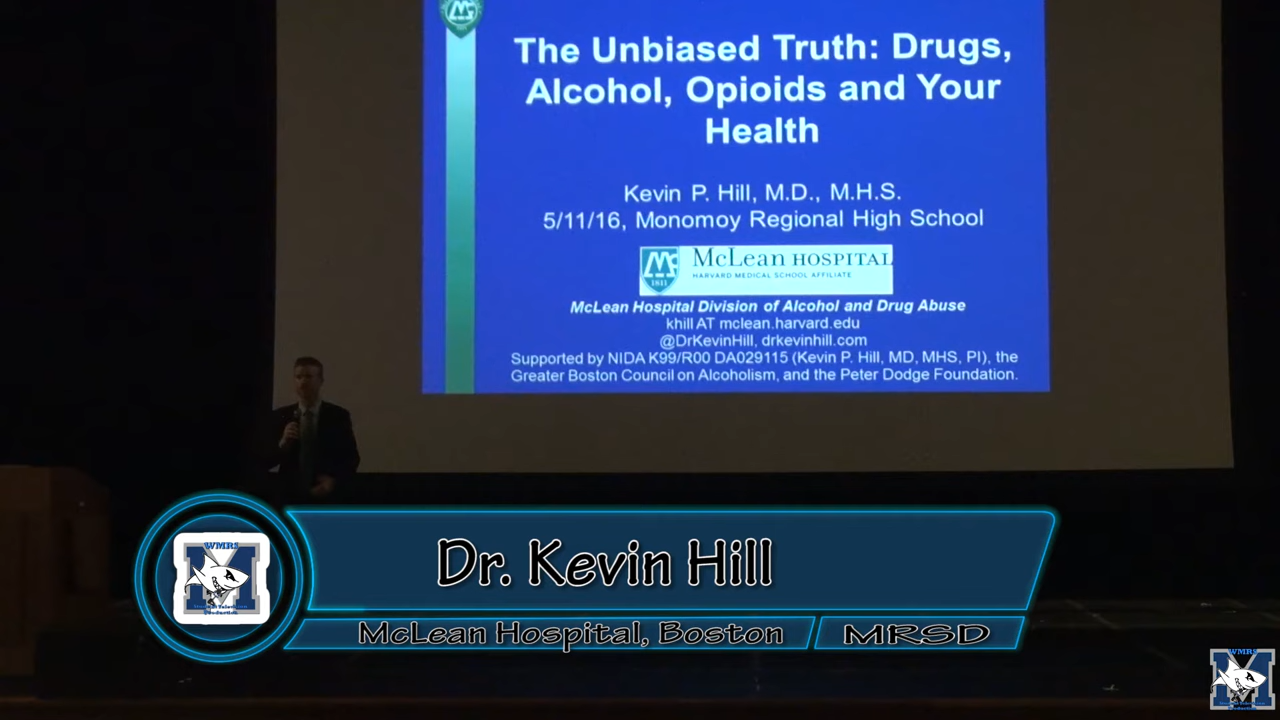 The Unbiased Truth: Drugs,
Alcohol, Opioids and Your
Health
Kevin P. Hill, M.D., M.H.S.
5/11/16, Monomoy Regional High School
McLean HOSPITAL
HARVARD MEDICAL SCHOOL AFFILIATE
1811
McLean Hospital Division of Alcohol and Drug Abuse
khill AT mclean.harvard.edu
@DrKevinHill, drkevinhill.com
Supported by NIDA K99/R00 DA029115 (Kevin P. Hill, MD, MHS, PI), the
Greater Boston Council on Alcoholism, and the Peter Dodge Foundation.
WMRS
Dr. Kevin Hill
McLean Hospital, Boston
MRSD
WMRS